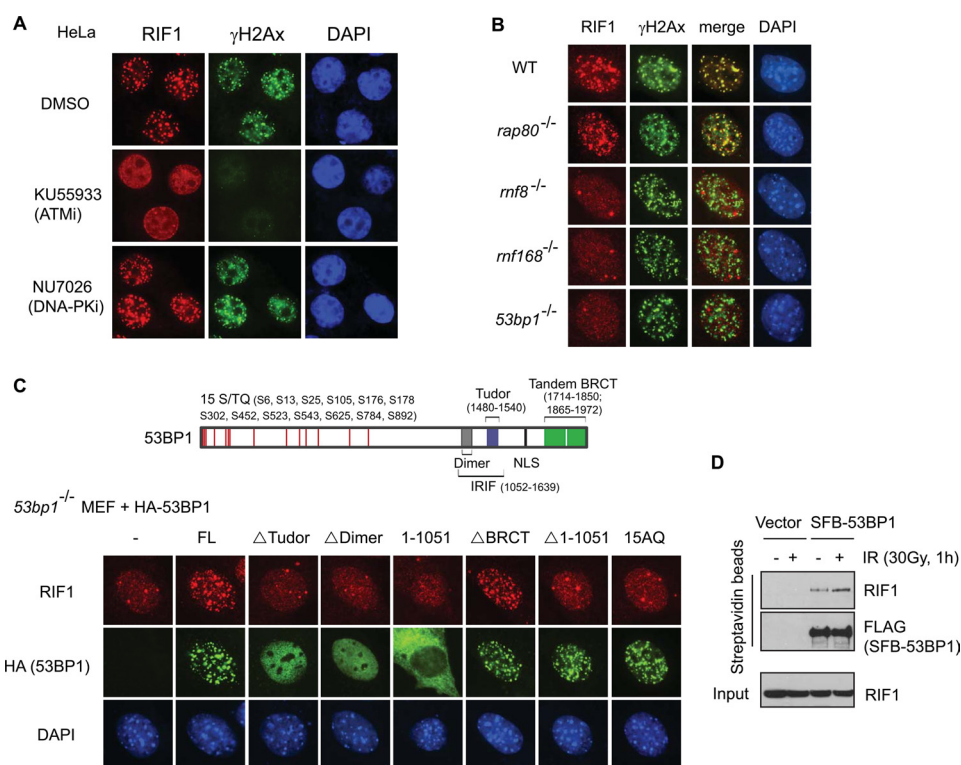 A
HeLa RIF1 γH2Ax DAPI
DMSO
KU55933
(ATMi)
NU7026
(DNA-PKi)
B
RIF1 γH2Ax merge DAPI
WT
rap80-/-
rnf8-/-
rnf168-/-
53bp1-/-
C
15 S/TQ (S6, S13, S25, S105, S176, S178
S302, S452, S523, S543, S625, S784, S892)
Tudor
(1480-1540)
Tandem BRCT
(1714-1850;
1865-1972)
53BP1
Dimer NLS
IRIF (1052-1639)
53bp1-/- MEF + HA-53BP1
- FL △Tudor △Dimer 1-1051 △BRCT △1-1051 15AQ
RIF1
HA (53BP1)
DAPI
D
Vector SFB-53BP1
- + - + IR (30Gy, 1h)
Streptavidin beads
RIF1
FLAG
(SFB-53BP1)
Input RIF1